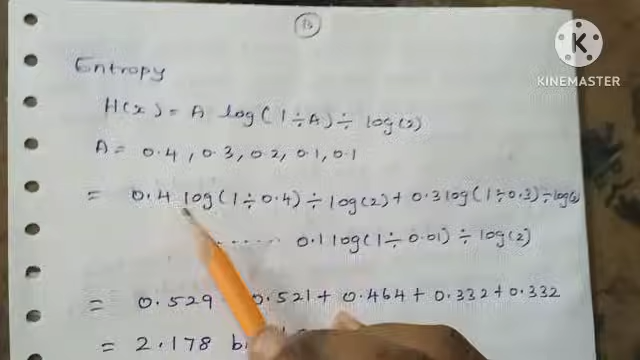 13
KINEMASTER
Entropy
H(x) = A log(1÷A) ÷ log(2)
A = 0.4, 0.3, 0.2, 0.1, 0.1
= 0.4 log(1÷0.4) ÷ log(2) + 0.3 log(1÷0.3) ÷ log(2)
....... 0.1 log(1÷0.01) ÷ log(2)
= 0.529 0.521 + 0.464 + 0.332 + 0.332
= 2.178